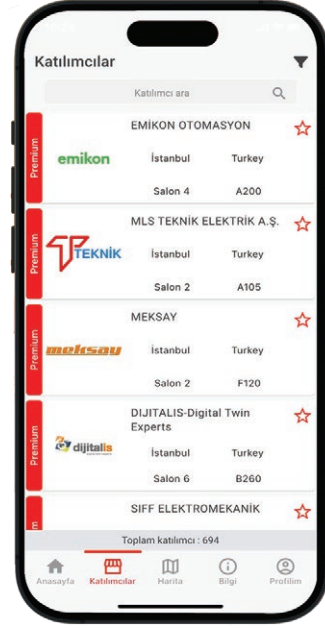 Katılımcılar
Katılımcı ara
Premium
emikon
EMİKON OTOMASYON
İstanbul Turkey
Salon 4 A200
Premium
TEKNİK
MLS TEKNİK ELEKTRİK A.Ş.
İstanbul Turkey
Salon 2 A105
Premium
meksay
MEKSAY
İstanbul Turkey
Salon 2 F120
Premium
dijitalis
DIJITALIS-Digital Twin
Experts
İstanbul Turkey
Salon 6 B260
SIFF ELEKTROMEKANİK
Toplam katılımcı : 694
Anasayfa Katılımcılar Harita Bilgi Profilim